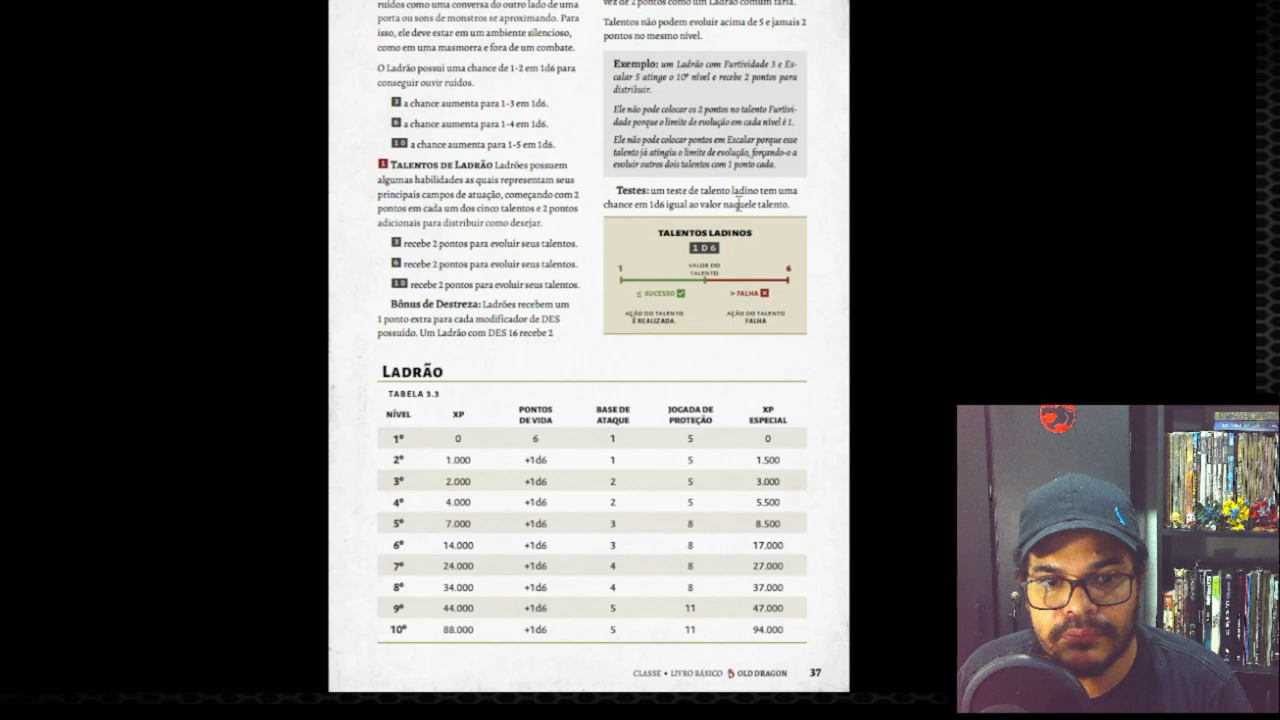 ruídos como uma conversa do outro lado de uma
porta ou sons de monstros se aproximando. Para
isso, ele deve estar em um ambiente silencioso,
como em uma masmorra e fora de um combate.
O Ladrão possui uma chance de 1-2 em 1d6 para
conseguir ouvir ruídos.
3 a chance aumenta para 1-3 em 1d6.
6 a chance aumenta para 1-4 em 1d6.
10 a chance aumenta para 1-5 em 1d6.
1 TALENTOS DE LADRÃO Ladrões possuem
algumas habilidades as quais representam seus
principais campos de atuação, começando com 2
pontos em cada um dos cinco talentos e 2 pontos
adicionais para distribuir como desejar.
3 recebe 2 pontos para evoluir seus talentos.
6 recebe 2 pontos para evoluir seus talentos.
10 recebe 2 pontos para evoluir seus talentos.
Bônus de Destreza: Ladrões recebem um
1 ponto extra para cada modificador de DES
possuído. Um Ladrão com DES 16 recebe 2
vez de 2 pontos como um Ladrão comum faria.
Talentos não podem evoluir acima de 5 e jamais 2
pontos no mesmo nível.
Exemplo: um Ladrão com Furtividade 3 e Es-
calar 5 atinge o 10º nível e recebe 2 pontos para
distribuir.
Ele não pode colocar os 2 pontos no talento Furtivi-
dade porque o limite de evolução em cada nível é 1.
Ele não pode colocar pontos em Escalar porque esse
talento já atingiu o limite de evolução, forçando-o a
evoluir outros dois talentos com 1 ponto cada.
Testes: um teste de talento ladino tem uma
chance em 1d6 igual ao valor naquele talento.
TALENTOS LADINOS
1D6
1 VALOR DO 6
TALENTO
≤ SUCESSO > FALHA
AÇÃO DO TALENTO AÇÃO DO TALENTO
É REALIZADA. FALHA
LADRÃO
TABELA 3.3
NÍVEL XP PONTOS DE VIDA BASE DE ATAQUE JOGADA DE PROTEÇÃO XP ESPECIAL
1º 0 6 1 5 0
2º 1.000 +1d6 1 5 1.500
3º 2.000 +1d6 2 5 3.000
4º 4.000 +1d6 2 5 5.500
5º 7.000 +1d6 3 8 8.500
6º 14.000 +1d6 3 8 17.000
7º 24.000 +1d6 4 8 27.000
8º 34.000 +1d6 4 8 37.000
9º 44.000 +1d6 5 11 47.000
10º 88.000 +1d6 5 11 94.000
CLASSE • LIVRO BÁSICO OLD DRAGON 37